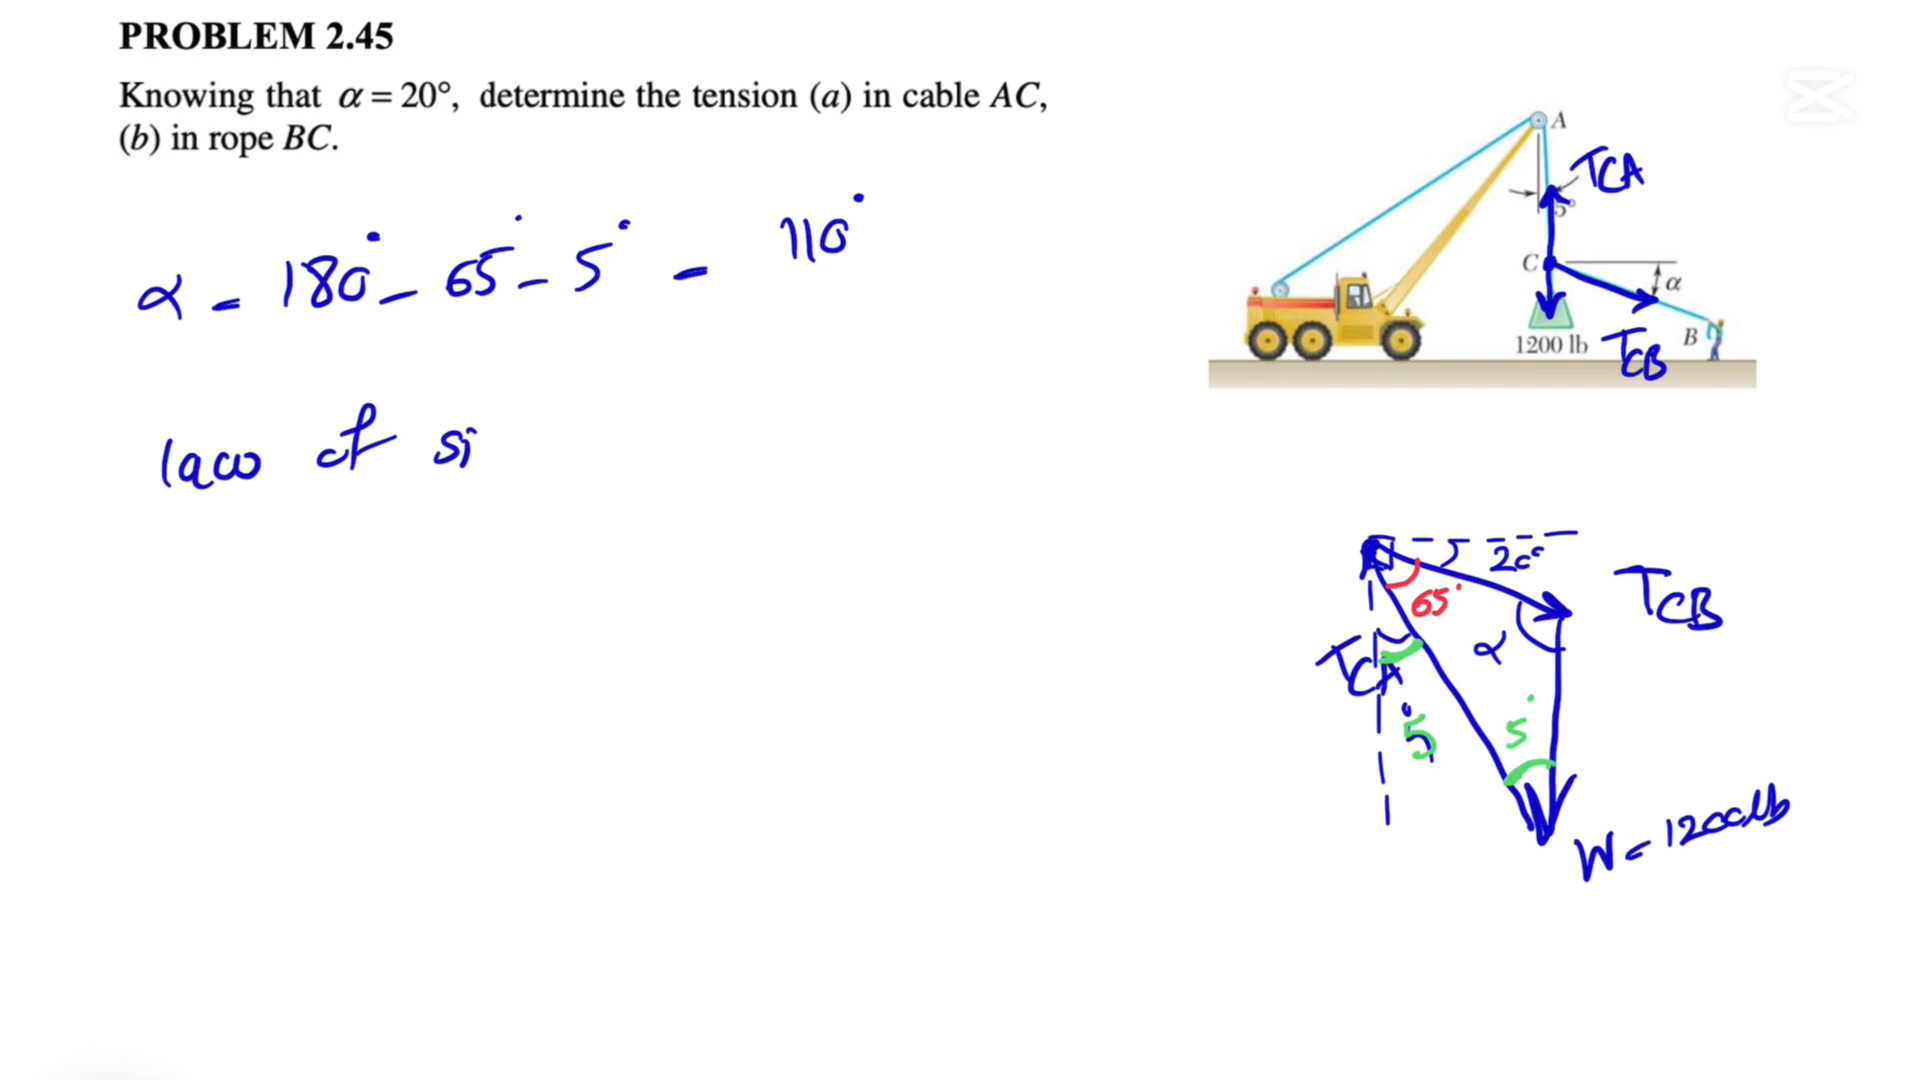 PROBLEM 2.45
Knowing that α = 20°, determine the tension (a) in cable AC,
(b) in rope BC.
α = 180° - 65° - 5° = 110°
law of si
A
TCA
5°
C
α
B
1200 lb
TCB
20°
65°
TCB
α
TCA
5°
5°
W = 1200lb